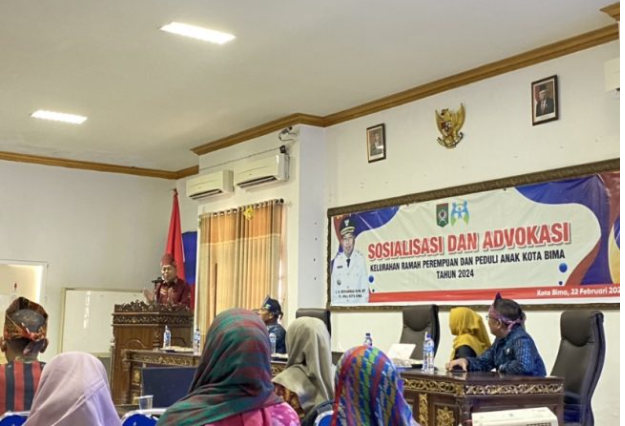 SOSIALISASI DAN ADVOKASI
KELURAHAN RAMAH PEREMPUAN DAN PEDULI ANAK KOTA BIMA
TAHUN 2024
Kota Bima, 22 Februari